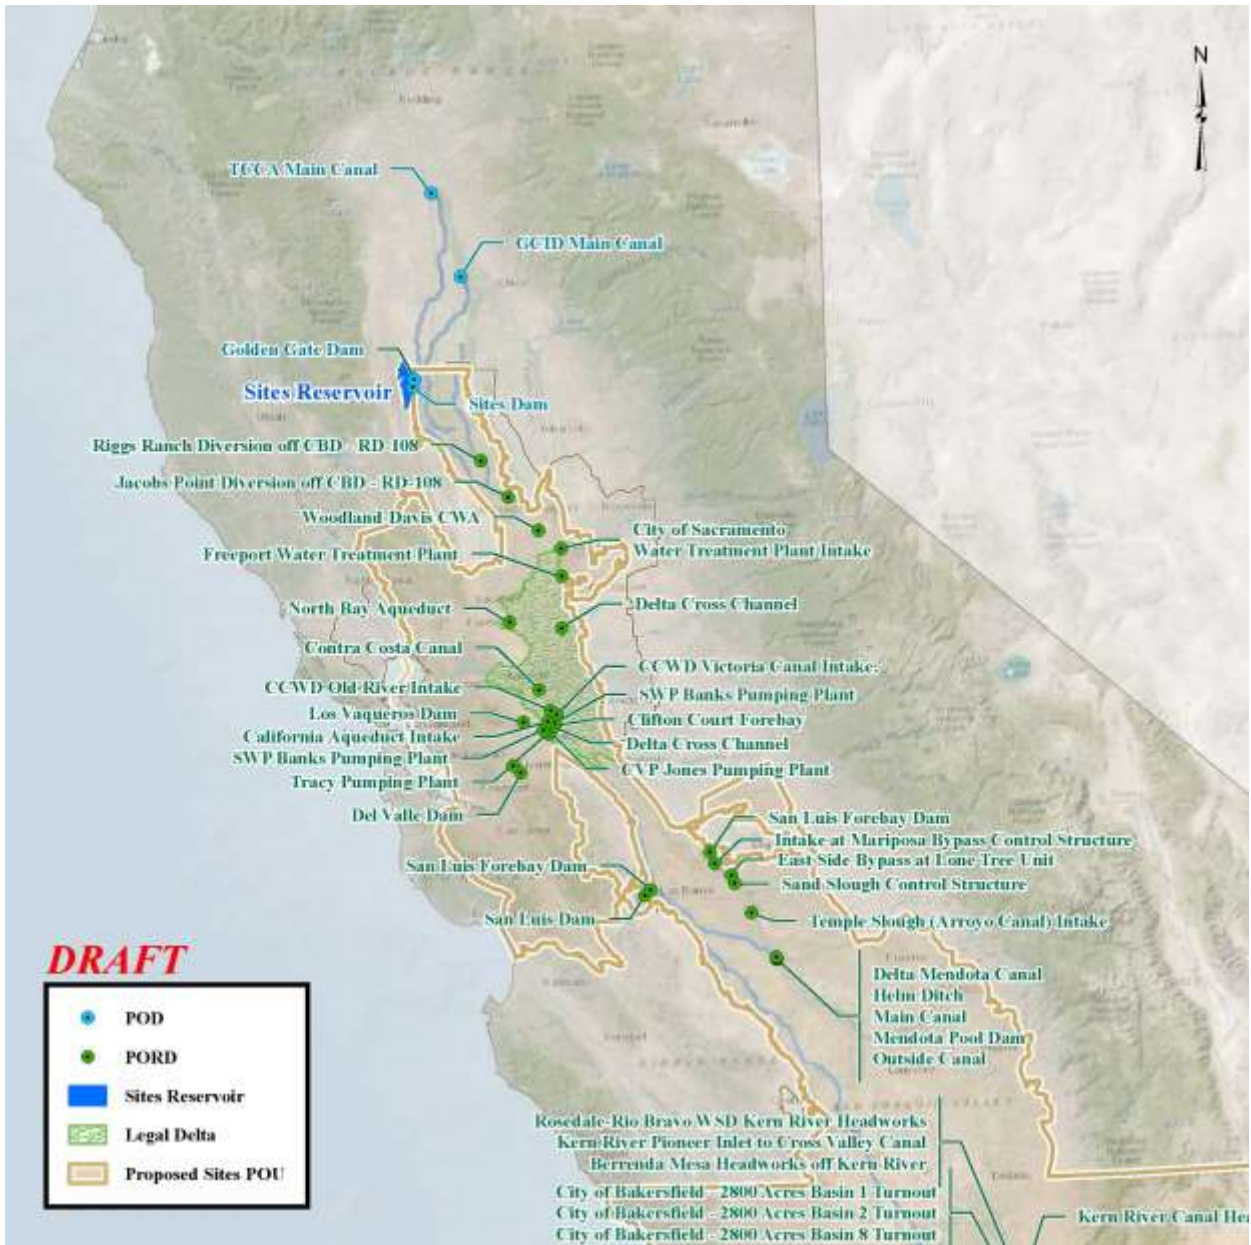 N
Redding
TCCA Main Canal
GCID Main Canal
Golden Gate Dam
Sites Reservoir
Sites Dam
Riggs Ranch Diversion off CBD - RD-108
Jacobs Point Diversion off CBD - RD-108
Woodland Davis CWA
City of Sacramento
Water Treatment Plant Intake
Freeport Water Treatment Plant
North Bay Aqueduct
Delta Cross Channel
Contra Costa Canal
CCWD Victoria Canal Intake:
CCWD Old River Intake
SWP Banks Pumping Plant
Los Vaqueros Dam
Clifton Court Forebay
California Aqueduct Intake
Delta Cross Channel
SWP Banks Pumping Plant
CVP Jones Pumping Plant
Tracy Pumping Plant
Del Valle Dam
San Luis Forebay Dam
Intake at Mariposa Bypass Control Structure
East Side Bypass at Lone Tree Unit
San Luis Forebay Dam
Sand Slough Control Structure
San Luis Dam
Temple Slough (Arroyo Canal) Intake
Delta Mendota Canal
Helm Ditch
Main Canal
Mendota Pool Dam
Outside Canal
DRAFT
POD
PORD
Sites Reservoir
Legal Delta
Proposed Sites POU
Rosedale-Rio Bravo WSD Kern River Headworks
Kern River Pioneer Inlet to Cross Valley Canal
Berrenda Mesa Headworks off Kern River
City of Bakersfield - 2800 Acres Basin 1 Turnout
City of Bakersfield - 2800 Acres Basin 2 Turnout
City of Bakersfield - 2800 Acres Basin 8 Turnout
Kern River Canal Hea